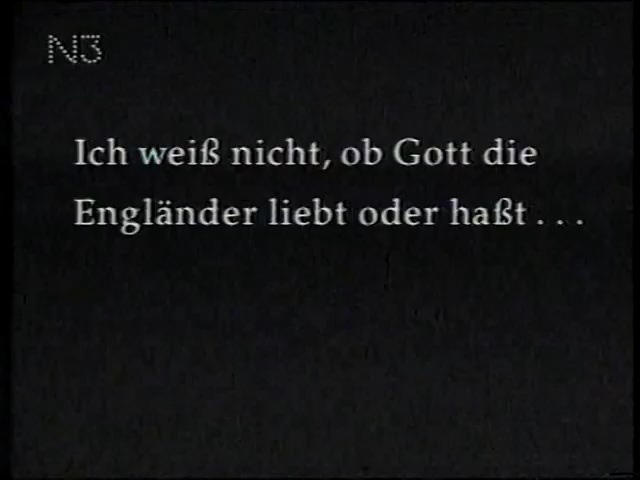 N3
Ich weiß nicht, ob Gott die
Engländer liebt oder haßt . . .